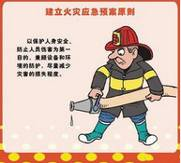 建立火灾应急预案原则
以保护人身安全、
防止人员伤害为第一
目的，兼顾设备和环
境的防护，尽量减少
灾害的损失程度。